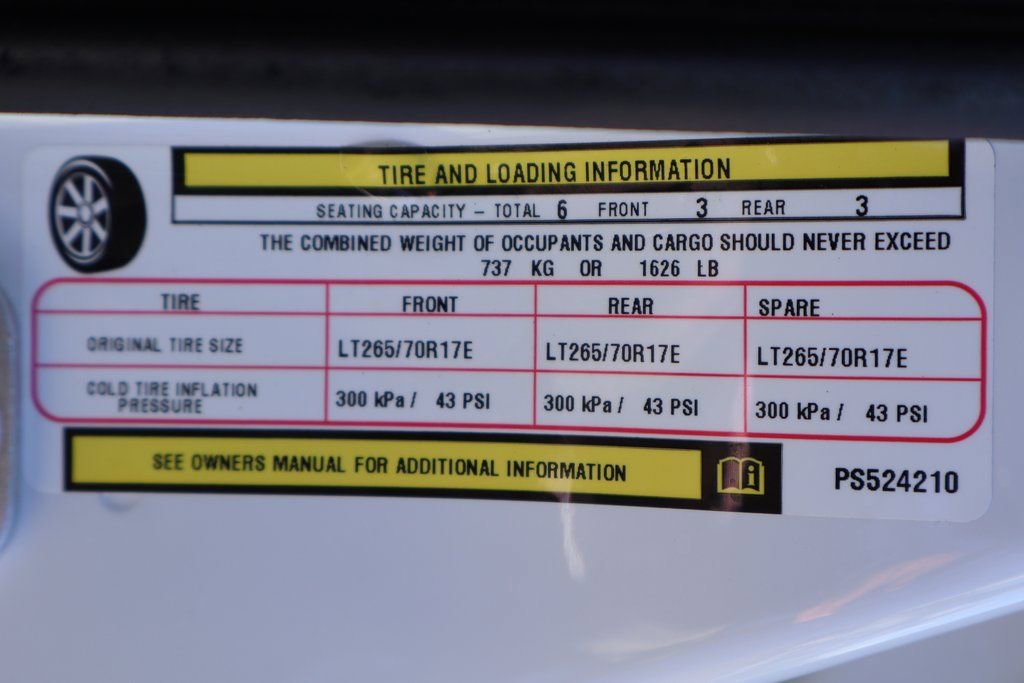 TIRE AND LOADING INFORMATION
SEATING CAPACITY – TOTAL 6 FRONT 3 REAR 3
THE COMBINED WEIGHT OF OCCUPANTS AND CARGO SHOULD NEVER EXCEED
737 KG OR 1626 LB
TIRE FRONT REAR SPARE
ORIGINAL TIRE SIZE LT265/70R17E LT265/70R17E LT265/70R17E
COLD TIRE INFLATION
PRESSURE 300 kPa / 43 PSI 300 kPa / 43 PSI 300 kPa / 43 PSI
SEE OWNERS MANUAL FOR ADDITIONAL INFORMATION
PS524210